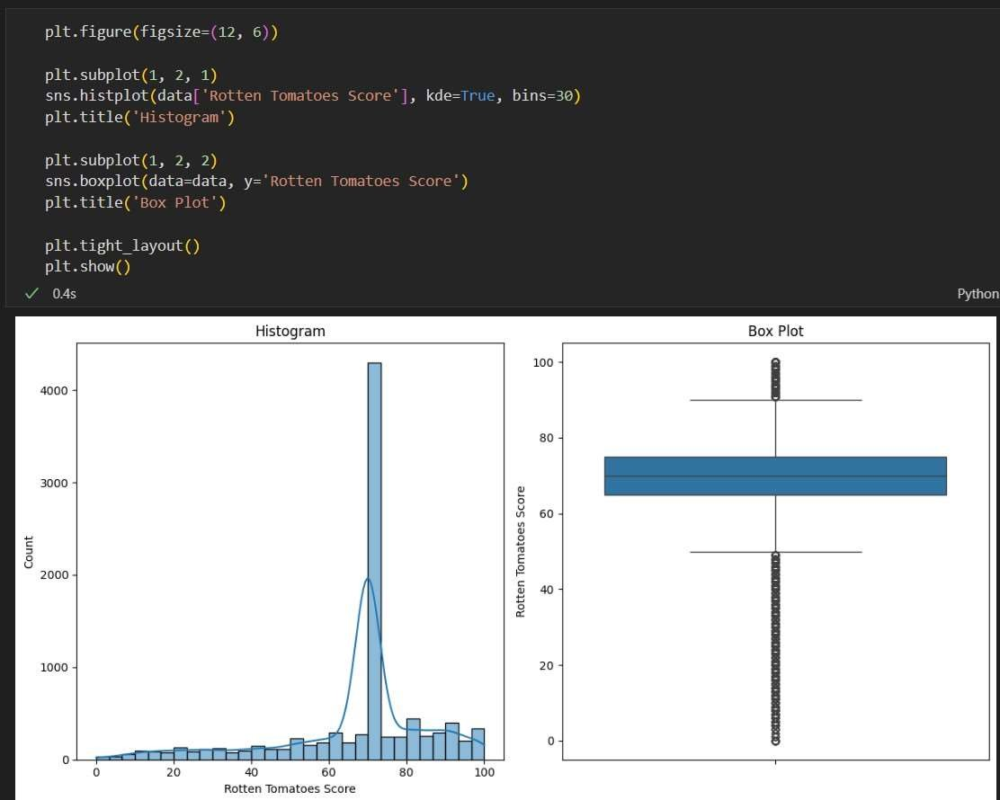 plt.figure(figsize=(12, 6))
plt.subplot(1, 2, 1)
sns.histplot(data['Rotten Tomatoes Score'], kde=True, bins=30)
plt.title('Histogram')
plt.subplot(1, 2, 2)
sns.boxplot(data=data, y='Rotten Tomatoes Score')
plt.title('Box Plot')
plt.tight_layout()
plt.show()
0.4s
Python
Histogram
4000
3000
2000
1000
0
Count
0 20 40 60 80 100
Rotten Tomatoes Score
Box Plot
100
80
60
40
20
0
Rotten Tomatoes Score